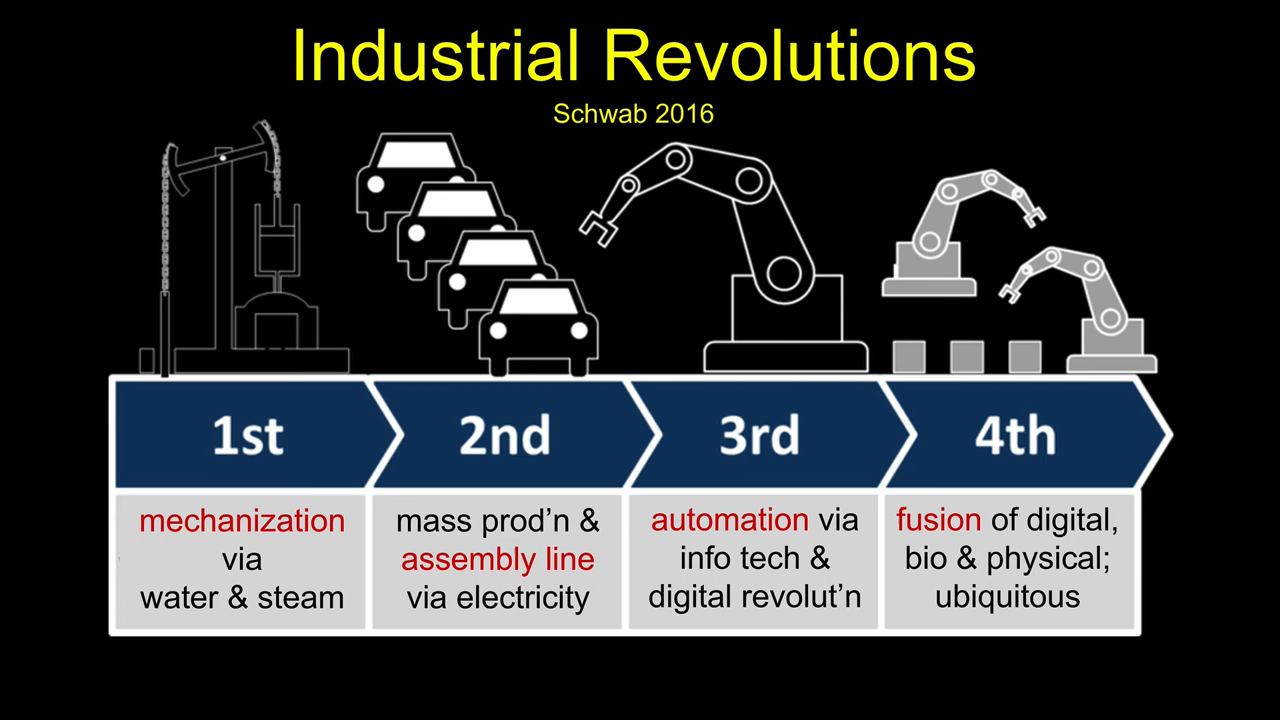 Industrial Revolutions
Schwab 2016
1st
2nd
3rd
4th
mechanization
via
water & steam
mass prod’n &
assembly line
via electricity
automation via
info tech &
digital revolut’n
fusion of digital,
bio & physical;
ubiquitous